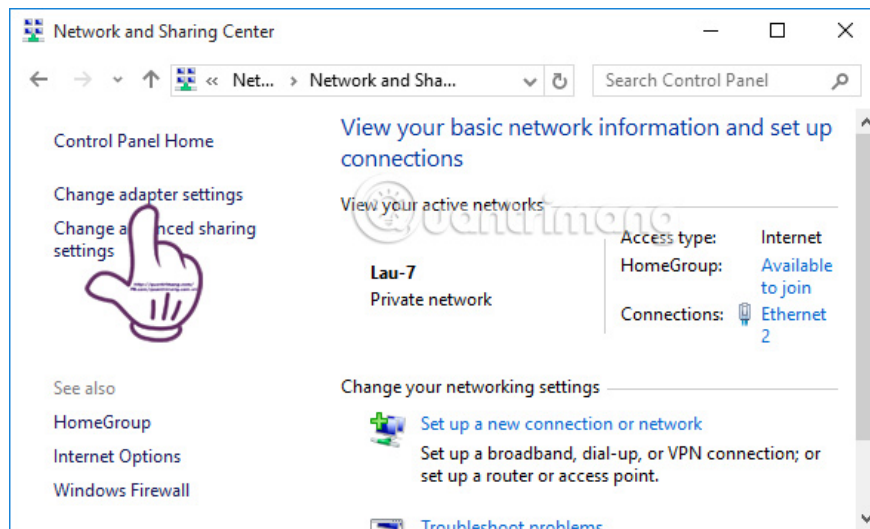 Network and Sharing Center
« Net... › Network and Sha...
Search Control Panel
Control Panel Home
Change adapter settings
Change a nced sharing
settings
See also
HomeGroup
Internet Options
Windows Firewall
View your basic network information and set up
connections
View your active networks
Quantrimang
Lau-7
Private network
Access type: Internet
HomeGroup: Available
to join
Connections: Ethernet
2
Change your networking settings
Set up a new connection or network
Set up a broadband, dial-up, or VPN connection; or
set up a router or access point.
Troubleshoot problems